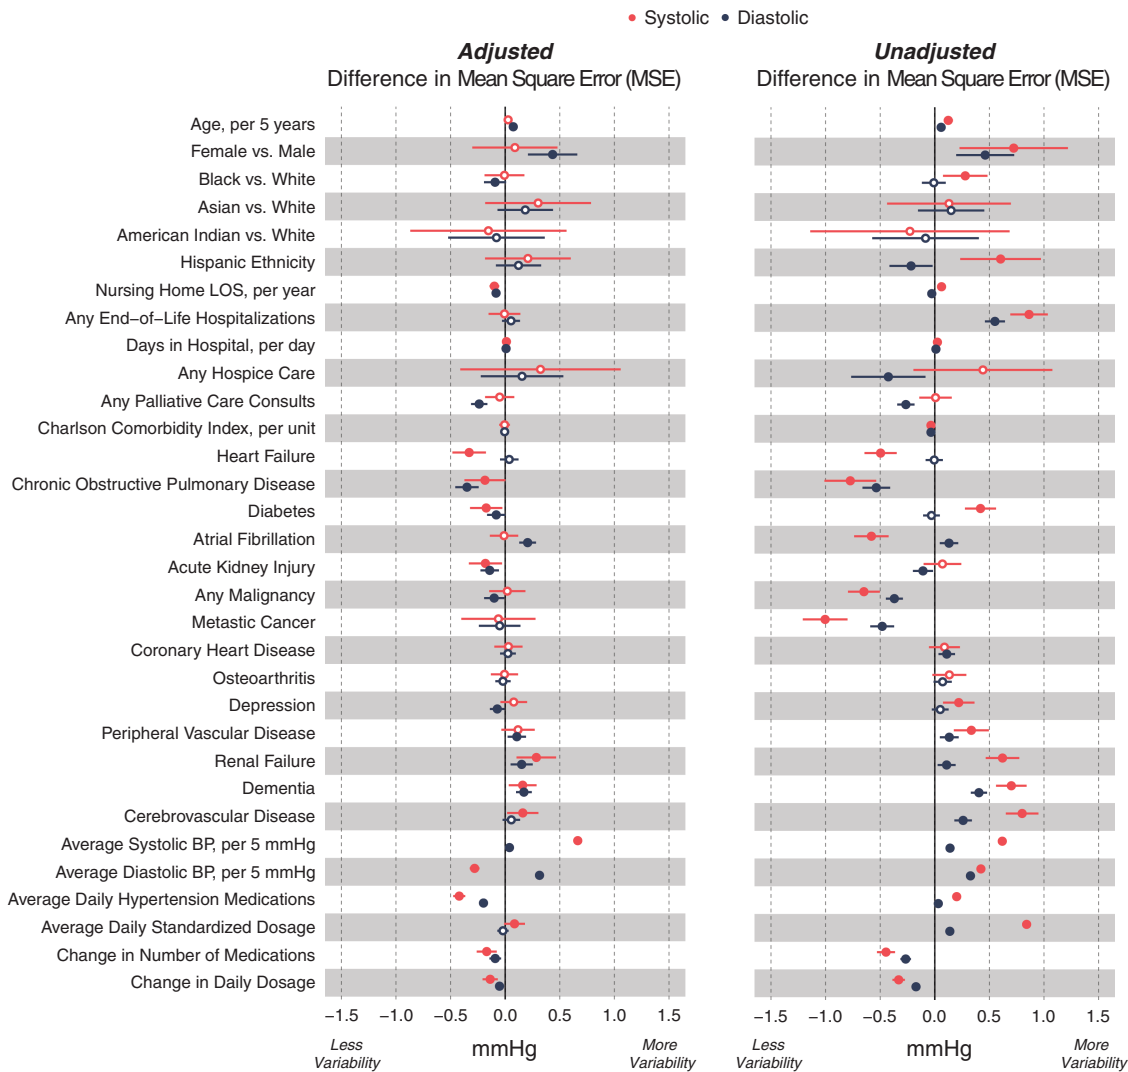 Systolic Diastolic
Adjusted Unadjusted
Difference in Mean Square Error (MSE) Difference in Mean Square Error (MSE)
Age, per 5 years
Female vs. Male
Black vs. White
Asian vs. White
American Indian vs. White
Hispanic Ethnicity
Nursing Home LOS, per year
Any End−of−Life Hospitalizations
Days in Hospital, per day
Any Hospice Care
Any Palliative Care Consults
Charlson Comorbidity Index, per unit
Heart Failure
Chronic Obstructive Pulmonary Disease
Diabetes
Atrial Fibrillation
Acute Kidney Injury
Any Malignancy
Metastic Cancer
Coronary Heart Disease
Osteoarthritis
Depression
Peripheral Vascular Disease
Renal Failure
Dementia
Cerebrovascular Disease
Average Systolic BP, per 5 mmHg
Average Diastolic BP, per 5 mmHg
Average Daily Hypertension Medications
Average Daily Standardized Dosage
Change in Number of Medications
Change in Daily Dosage
−1.5 −1.0 −0.5 0.0 0.5 1.0 1.5 −1.5 −1.0 −0.5 0.0 0.5 1.0 1.5
Less Variability mmHg More Variability Less Variability mmHg More Variability